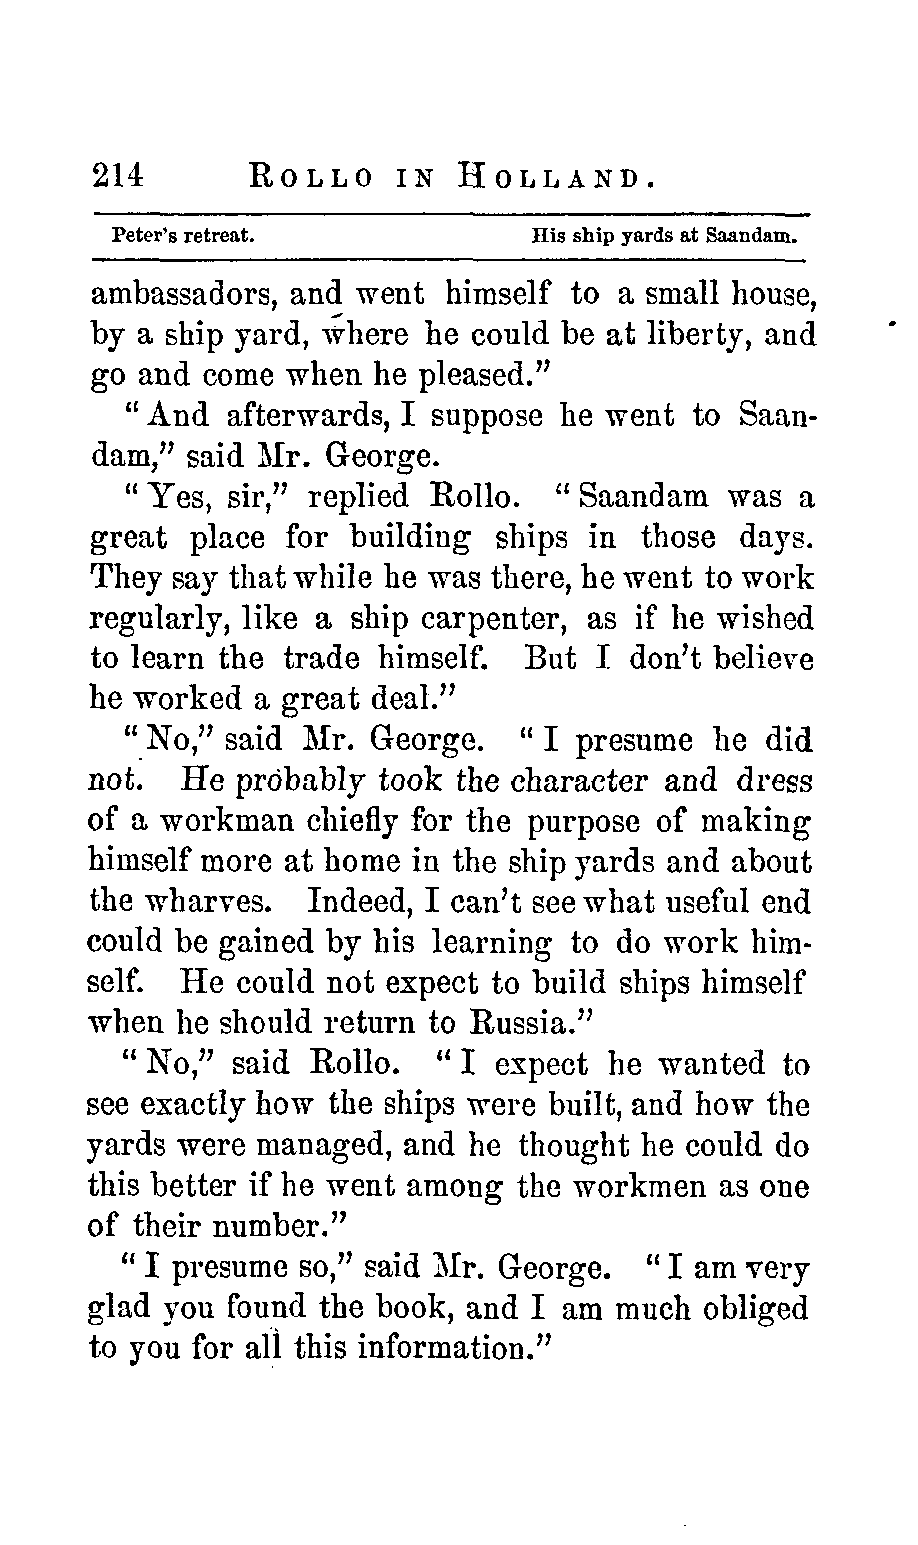 214 ROLLO IN HOLLAND.
Peter's retreat. His ship yards at Saandam.
ambassadors, and went himself to a small house,
by a ship yard, where he could be at liberty, and
go and come when he pleased."
"And afterwards, I suppose he went to Saan-
dam," said Mr. George.
"Yes, sir," replied Rollo. "Saandam was a
great place for building ships in those days.
They say that while he was there, he went to work
regularly, like a ship carpenter, as if he wished
to learn the trade himself. But I don't believe
he worked a great deal."
"No," said Mr. George. "I presume he did
not. He probably took the character and dress
of a workman chiefly for the purpose of making
himself more at home in the ship yards and about
the wharves. Indeed, I can't see what useful end
could be gained by his learning to do work him-
self. He could not expect to build ships himself
when he should return to Russia."
"No," said Rollo. "I expect he wanted to
see exactly how the ships were built, and how the
yards were managed, and he thought he could do
this better if he went among the workmen as one
of their number."
"I presume so," said Mr. George. "I am very
glad you found the book, and I am much obliged
to you for all this information."